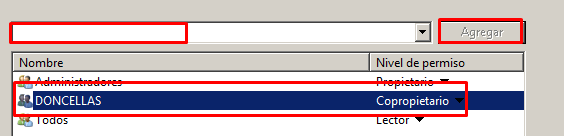 Agregar
Nombre Nivel de permiso
Administradores Propietario
DONCELLAS Copropietario
Todos Lector